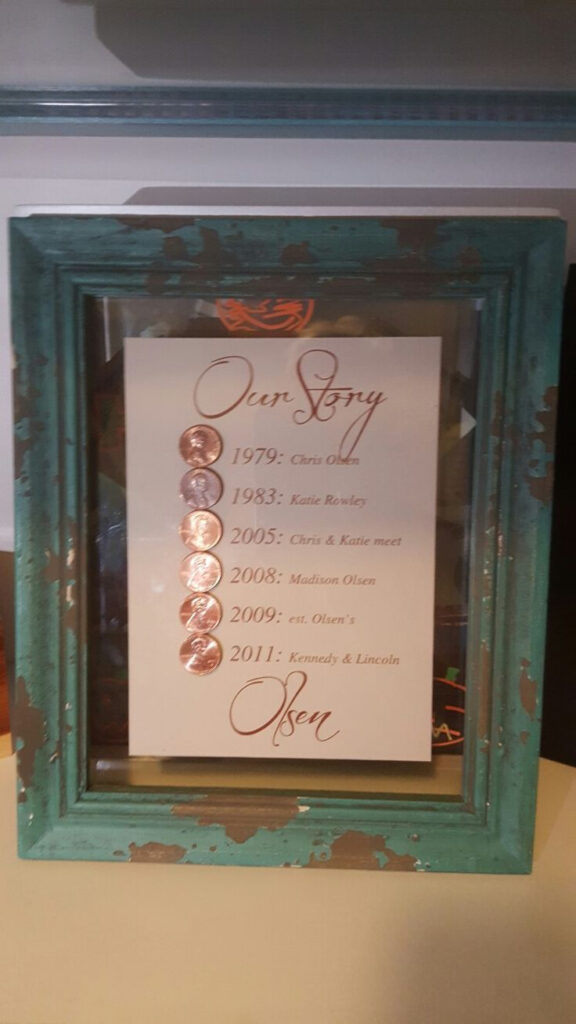 Our Story
1979: Chris Olsen
1983: Katie Rowley
2005: Chris & Katie meet
2008: Madison Olsen
2009: est. Olsen's
2011: Kennedy & Lincoln
Olsen